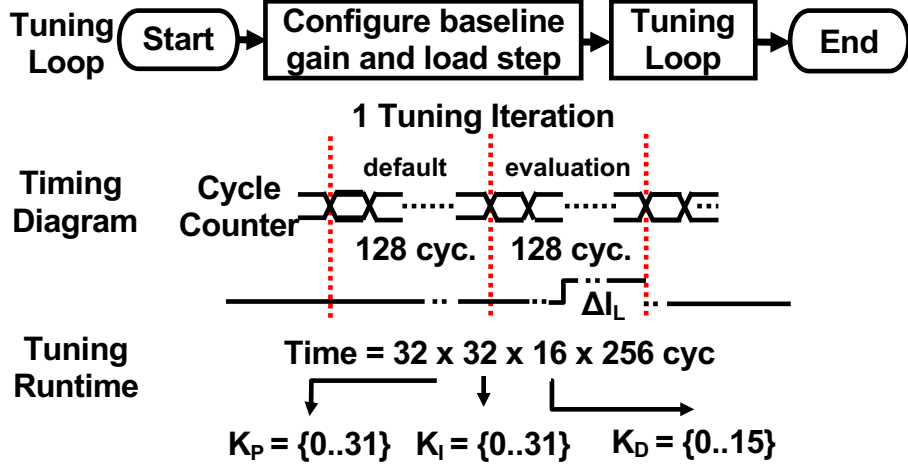 Tuning Loop
Start
Configure baseline gain and load step
Tuning Loop
End
1 Tuning Iteration
default
evaluation
Timing Diagram
Cycle Counter
128 cyc.
128 cyc.
ΔI_L
Tuning Runtime
Time = 32 x 32 x 16 x 256 cyc
K_P = {0..31}
K_I = {0..31}
K_D = {0..15}